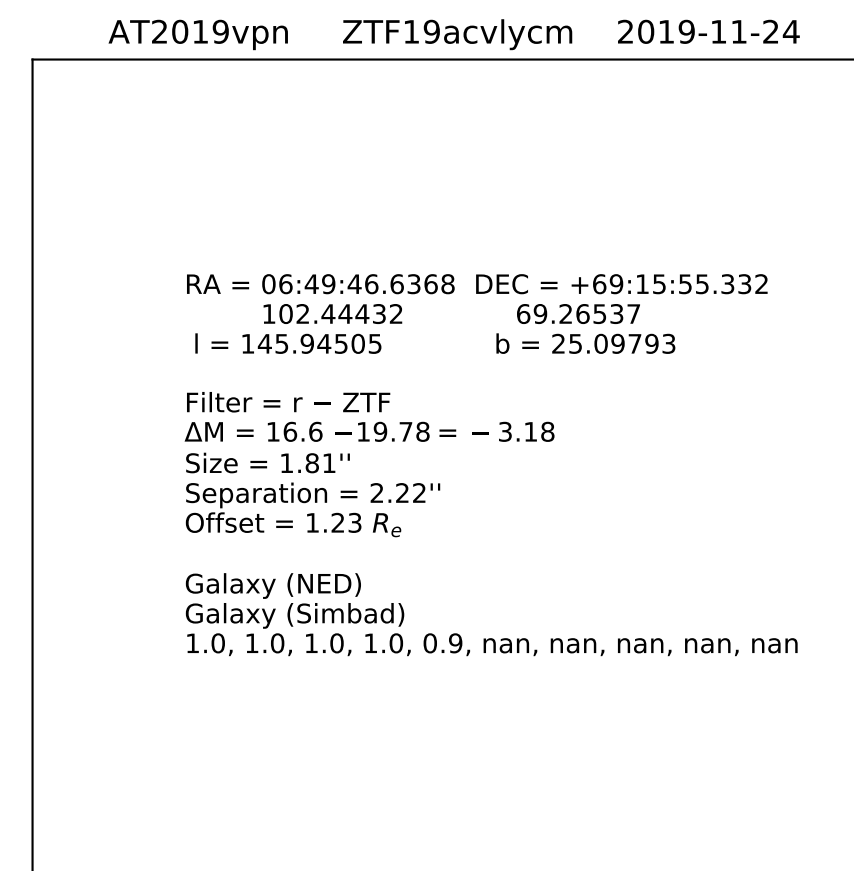 AT2019vpn ZTF19acvlycm 2019-11-24
RA = 06:49:46.6368 DEC = +69:15:55.332
102.44432 69.26537
l = 145.94505 b = 25.09793
Filter = r − ZTF
ΔM = 16.6 −19.78 = − 3.18
Size = 1.81''
Separation = 2.22''
Offset = 1.23 Rₑ
Galaxy (NED)
Galaxy (Simbad)
1.0, 1.0, 1.0, 1.0, 0.9, nan, nan, nan, nan, nan